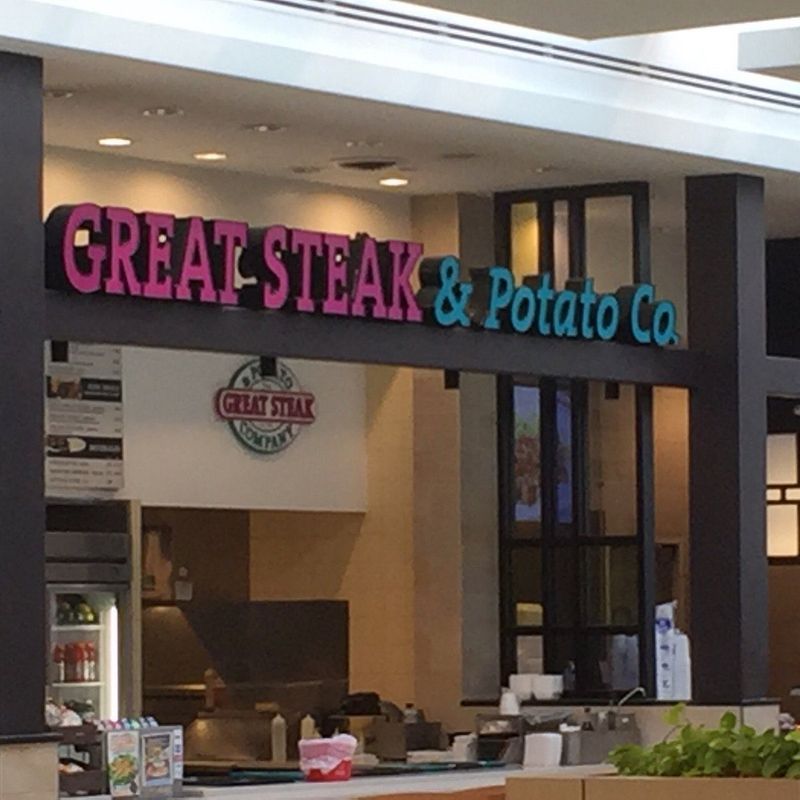 GREAT STEAK & Potato Co.
& POTATO
GREAT STEAK
COMPANY